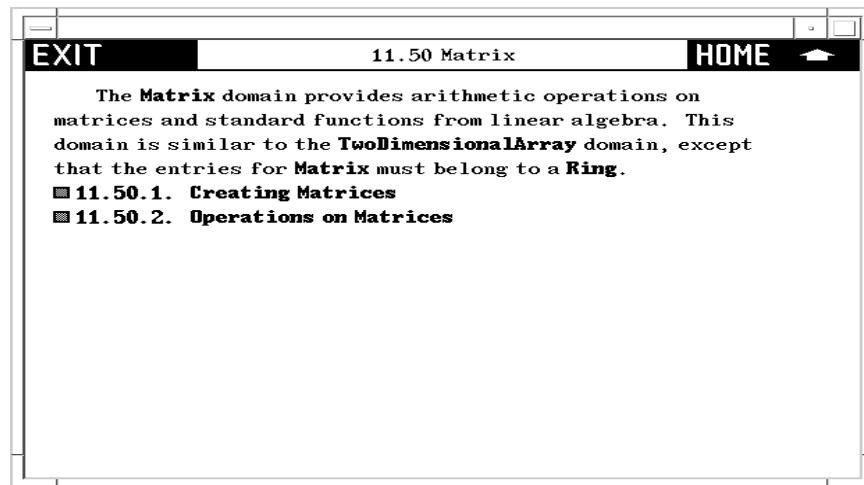 EXIT 11.50 Matrix HOME
The Matrix domain provides arithmetic operations on
matrices and standard functions from linear algebra. This
domain is similar to the TwoDimensionalArray domain, except
that the entries for Matrix must belong to a Ring.
11.50.1. Creating Matrices
11.50.2. Operations on Matrices